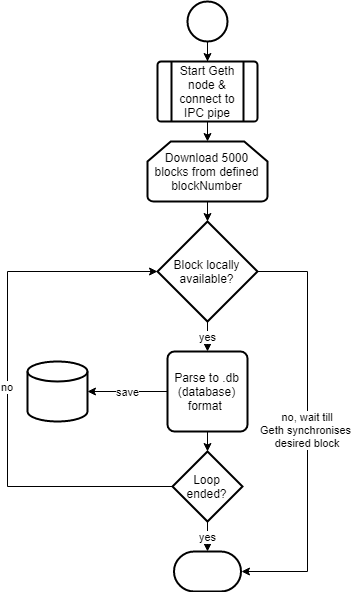 Start Geth
node &
connect to
IPC pipe
Download 5000
blocks from defined
blockNumber
Block locally
available?
yes
Parse to .db
(database)
format
save
no
no, wait till
Geth synchronises
desired block
Loop
ended?
yes